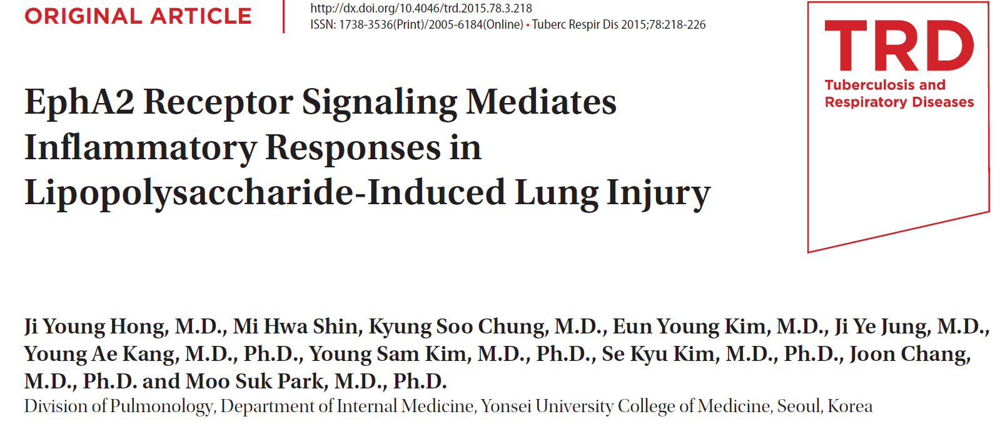 ORIGINAL ARTICLE
http://dx.doi.org/10.4046/trd.2015.78.3.218
ISSN: 1738-3536(Print)/2005-6184(Online) • Tuberc Respir Dis 2015;78:218-226
TRD
Tuberculosis and
Respiratory Diseases
EphA2 Receptor Signaling Mediates
Inflammatory Responses in
Lipopolysaccharide-Induced Lung Injury
Ji Young Hong, M.D., Mi Hwa Shin, Kyung Soo Chung, M.D., Eun Young Kim, M.D., Ji Ye Jung, M.D.,
Young Ae Kang, M.D., Ph.D., Young Sam Kim, M.D., Ph.D., Se Kyu Kim, M.D., Ph.D., Joon Chang,
M.D., Ph.D. and Moo Suk Park, M.D., Ph.D.
Division of Pulmonology, Department of Internal Medicine, Yonsei University College of Medicine, Seoul, Korea